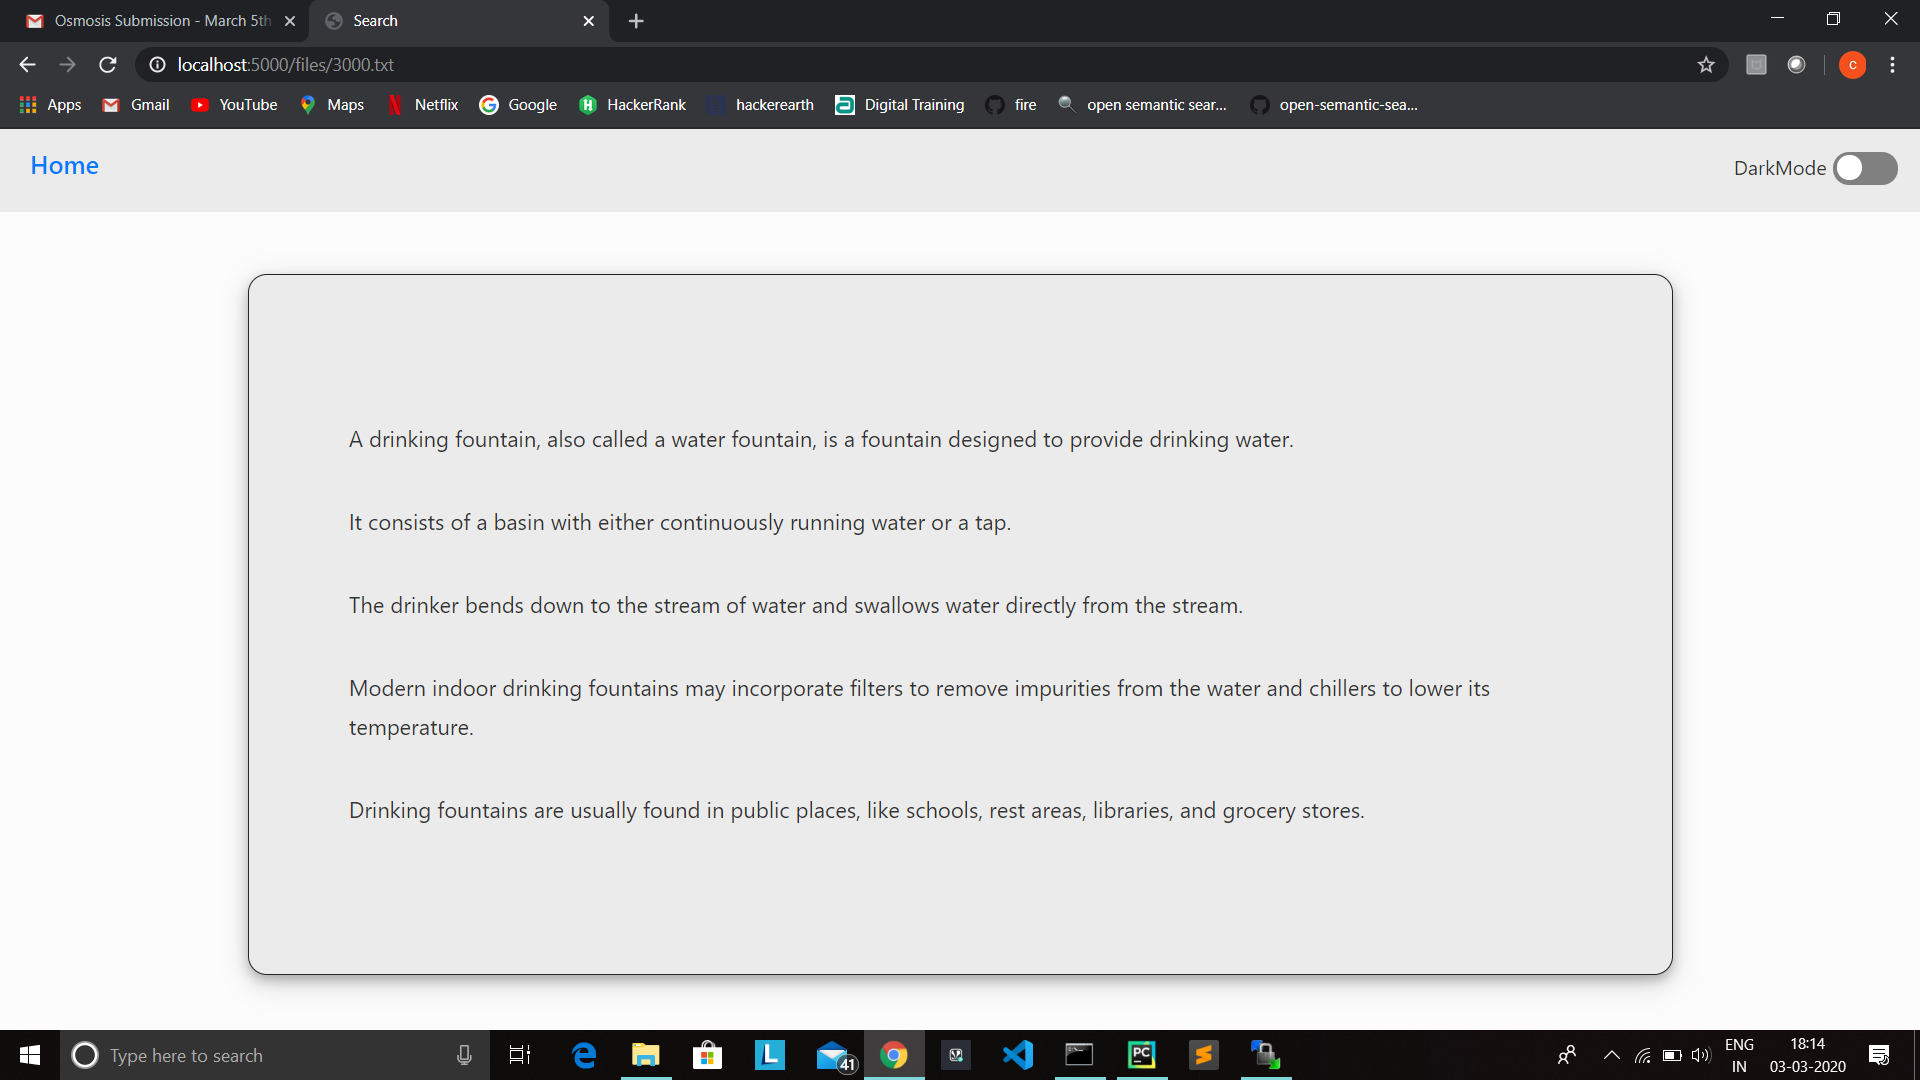 Osmosis Submission - March 5th
Search
localhost:5000/files/3000.txt
c
Apps
Gmail
YouTube
Maps
Netflix
Google
HackerRank
hackerearth
Digital Training
fire
open semantic sear...
open-semantic-sea...
Home
DarkMode
A drinking fountain, also called a water fountain, is a fountain designed to provide drinking water.
It consists of a basin with either continuously running water or a tap.
The drinker bends down to the stream of water and swallows water directly from the stream.
Modern indoor drinking fountains may incorporate filters to remove impurities from the water and chillers to lower its
temperature.
Drinking fountains are usually found in public places, like schools, rest areas, libraries, and grocery stores.
Type here to search
L
41
PC
ENG
IN
18:14
03-03-2020